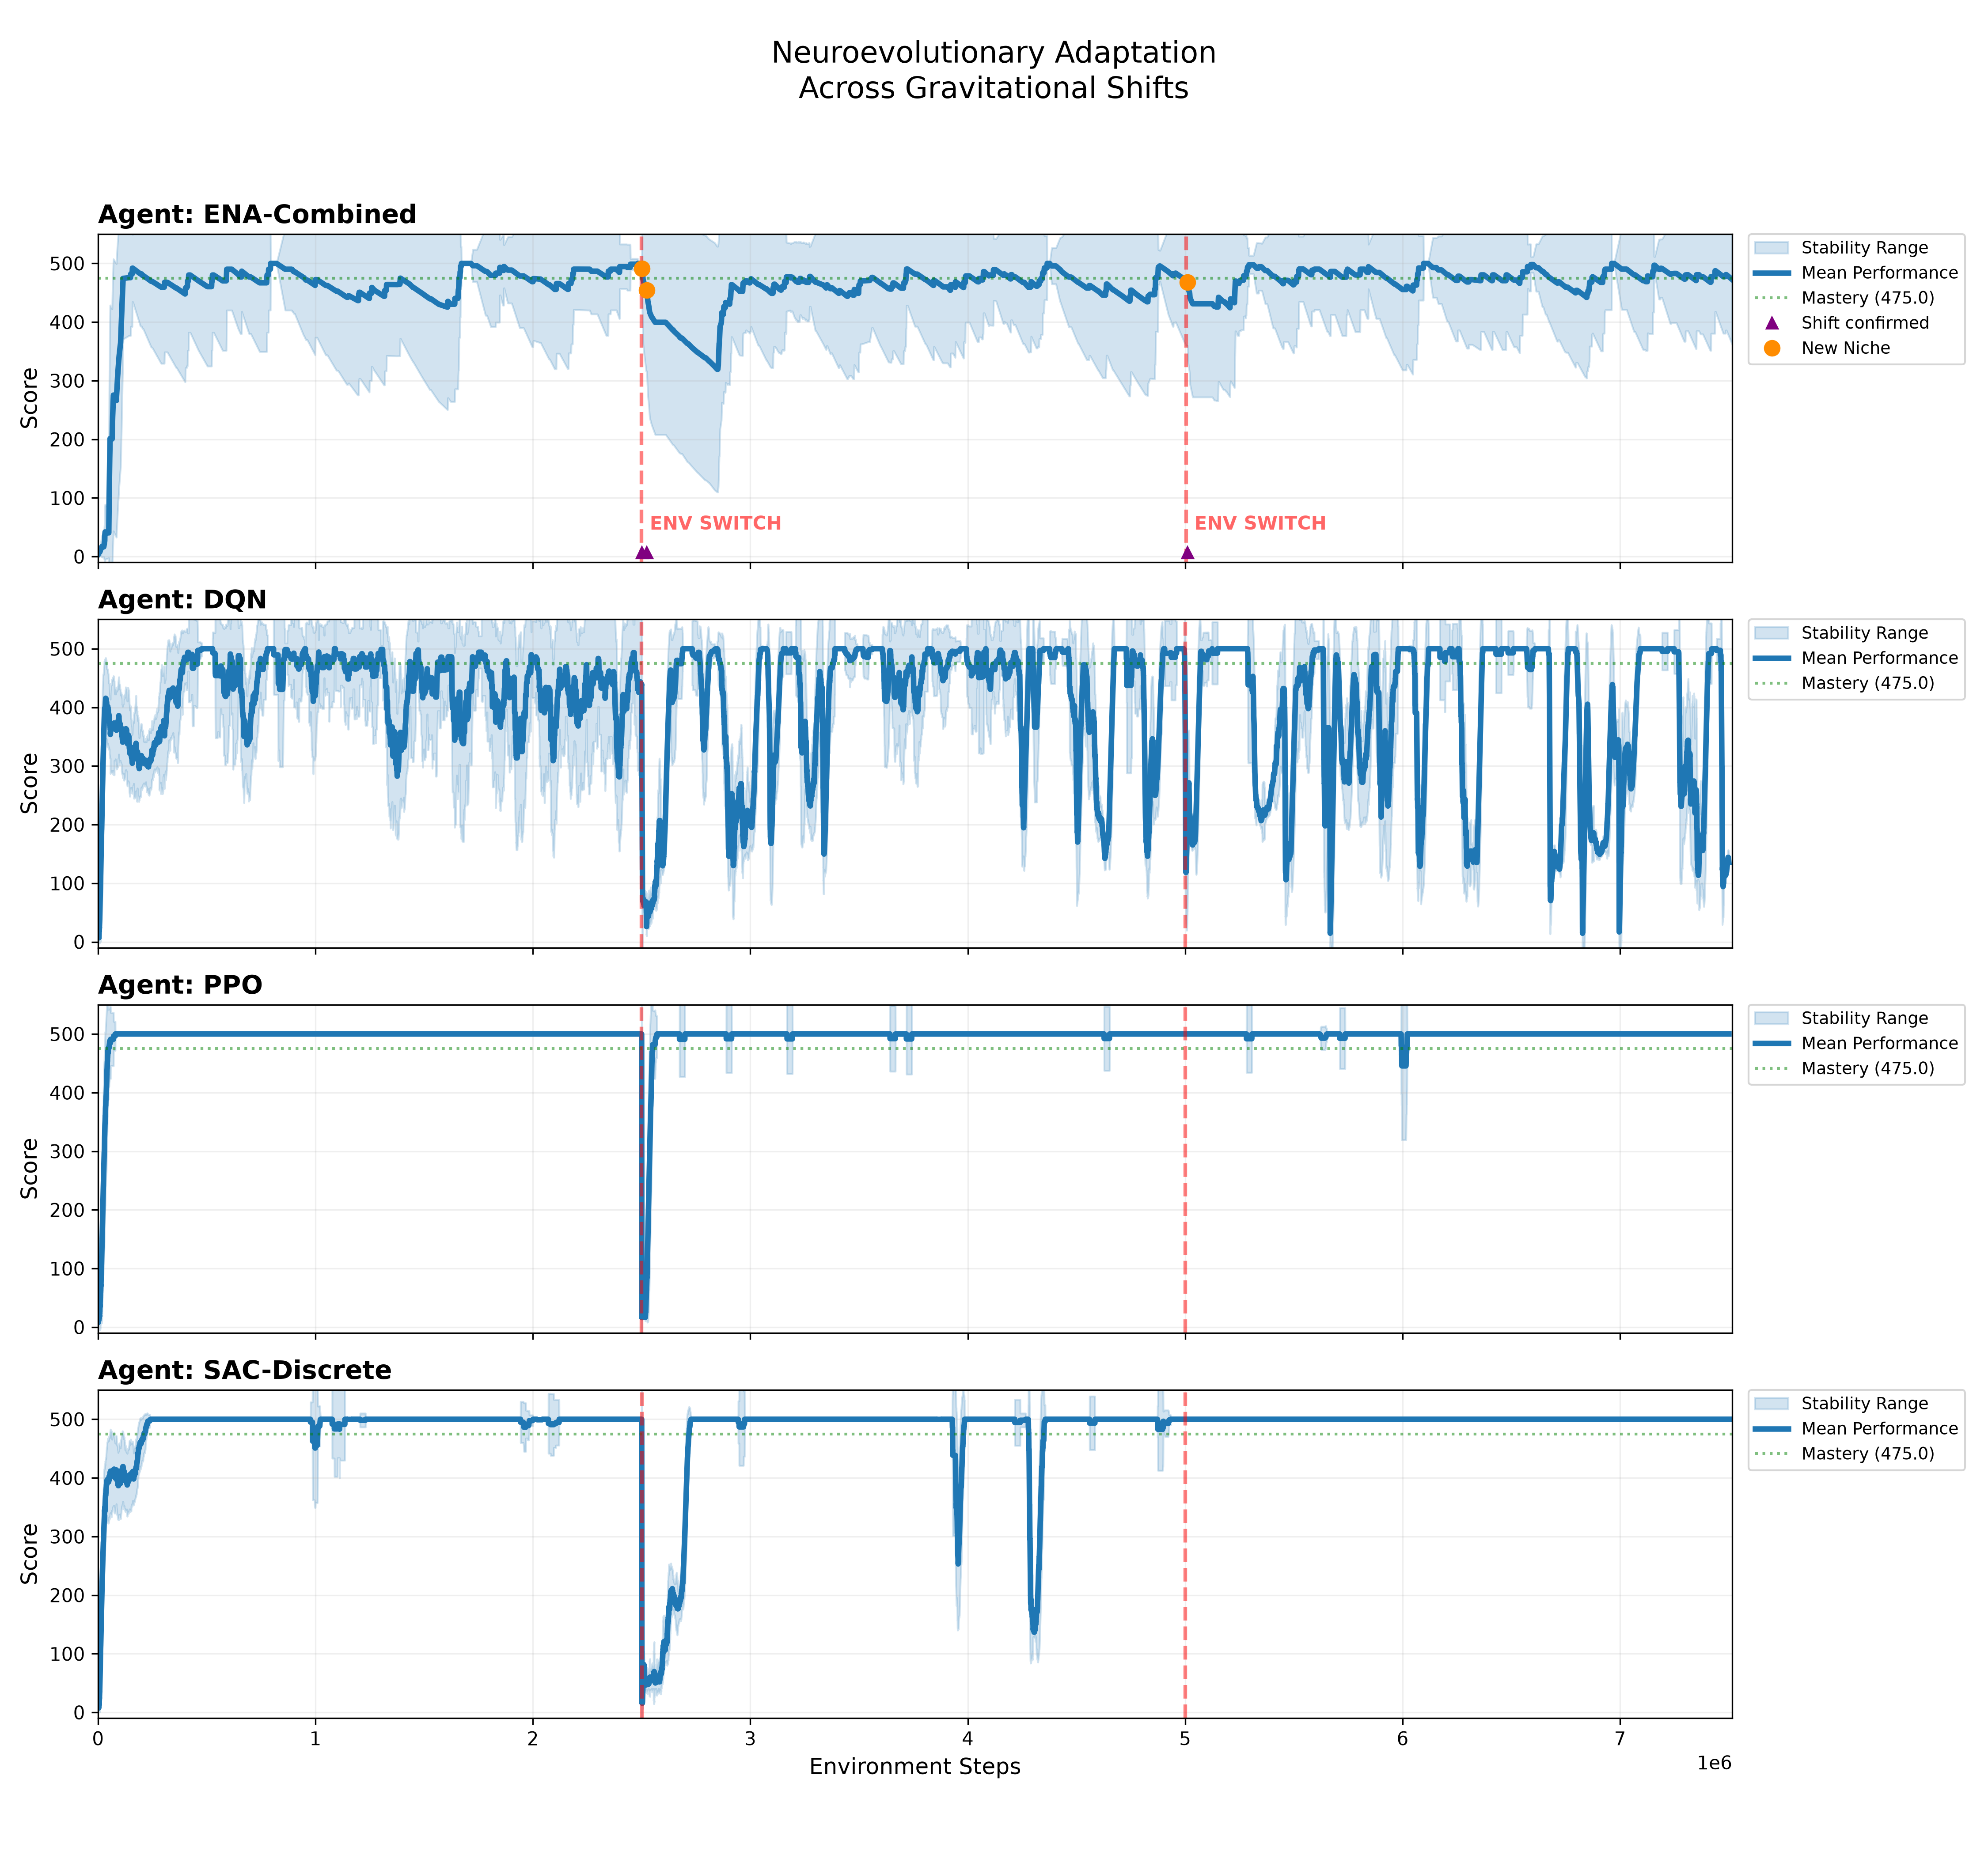 Neuroevolutionary Adaptation
Across Gravitational Shifts
Agent: ENA-Combined
500
400
300
200
100
0
Score
ENV SWITCH
ENV SWITCH
Stability Range
Mean Performance
Mastery (475.0)
Shift confirmed
New Niche
Agent: DQN
500
400
300
200
100
0
Score
Stability Range
Mean Performance
Mastery (475.0)
Agent: PPO
500
400
300
200
100
0
Score
Stability Range
Mean Performance
Mastery (475.0)
Agent: SAC-Discrete
500
400
300
200
100
0
Score
Stability Range
Mean Performance
Mastery (475.0)
0 1 2 3 4 5 6 7
1e6
Environment Steps